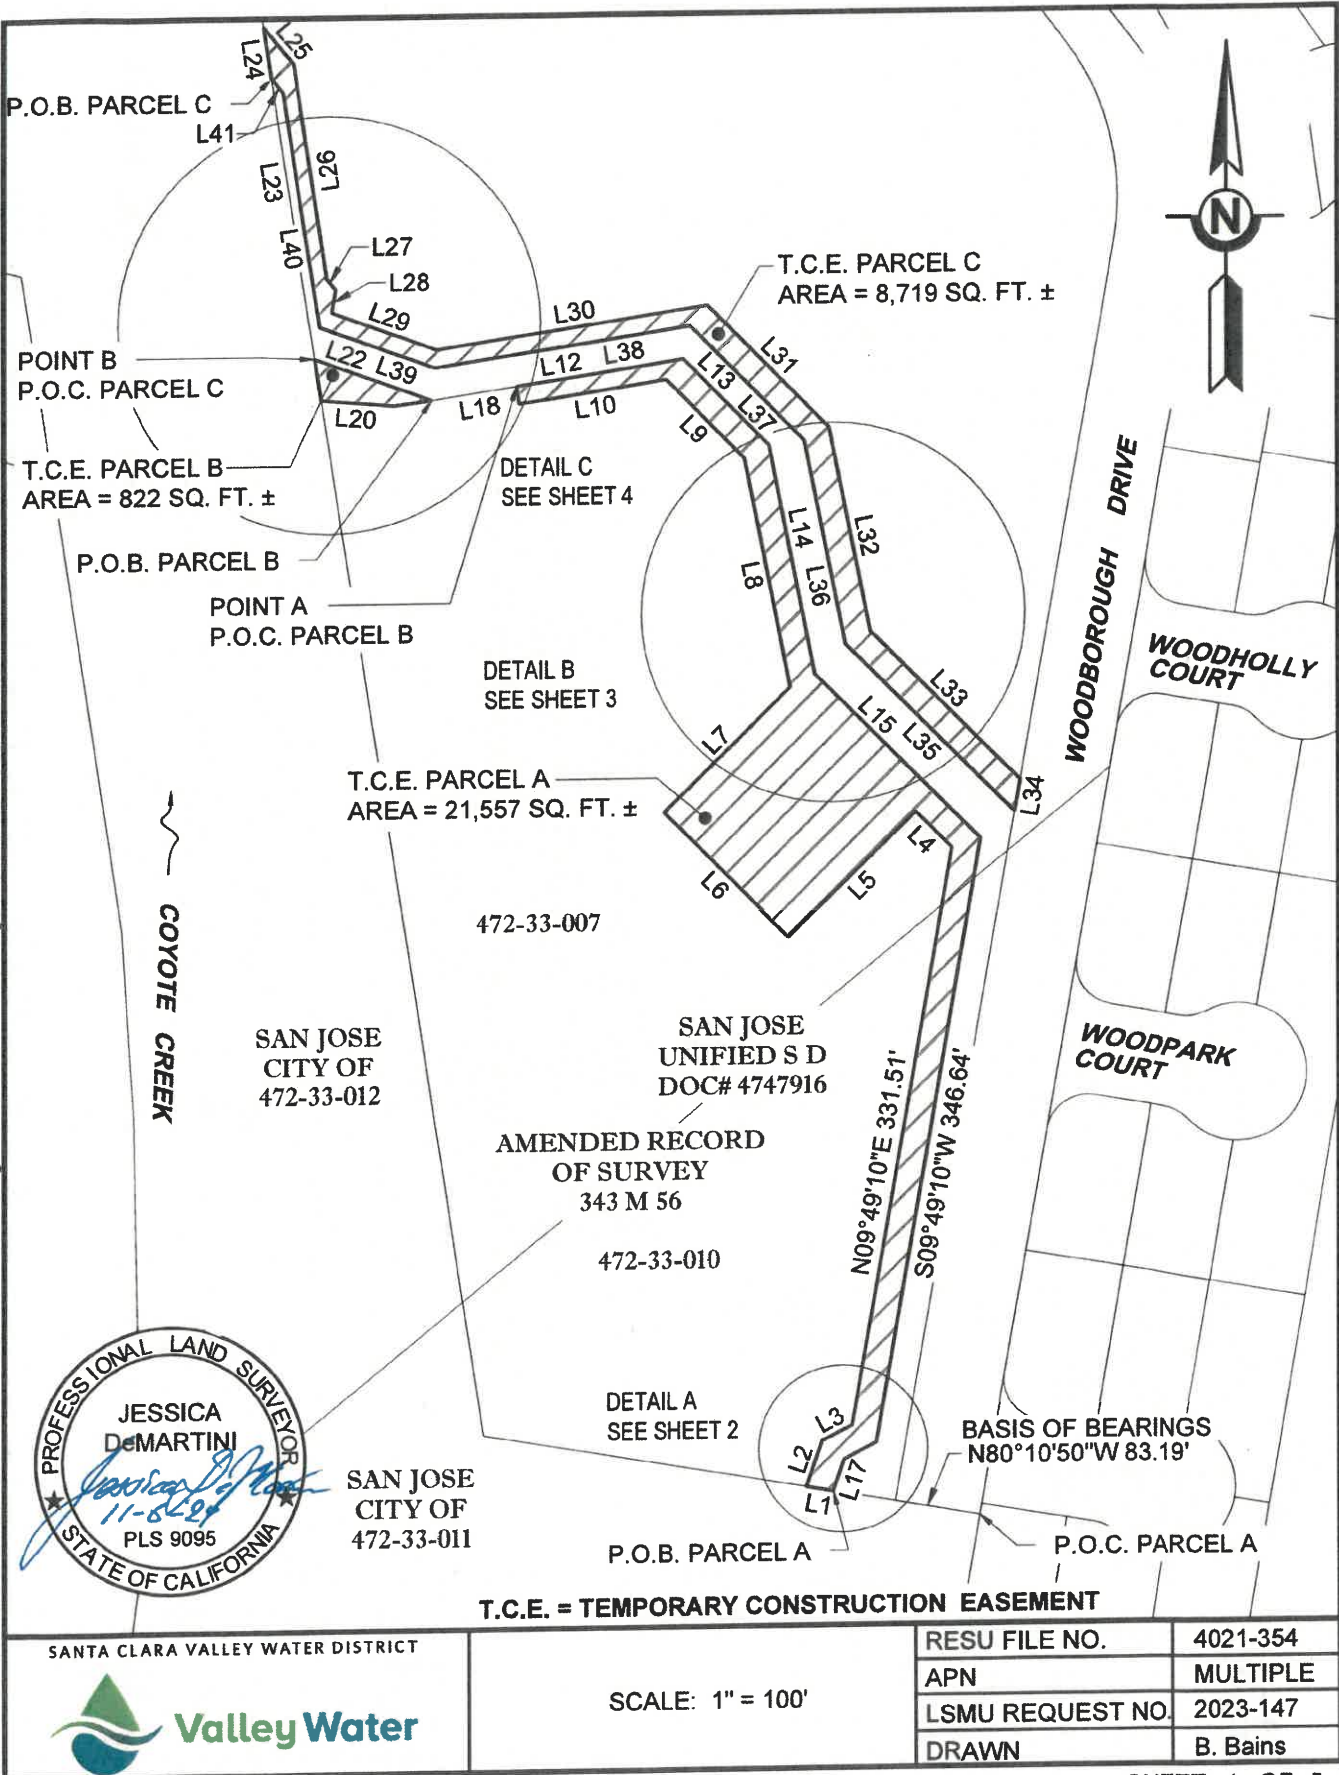 L25
L24
P.O.B. PARCEL C
L41
L23
L26
L40
L27
L28
L29
L30
T.C.E. PARCEL C
AREA = 8,719 SQ. FT. ±
N
POINT B
P.O.C. PARCEL C
L22
L39
L12
L38
L31
L13
L37
L20
L18
L10
L9
T.C.E. PARCEL B
AREA = 822 SQ. FT. ±
DETAIL C
SEE SHEET 4
P.O.B. PARCEL B
POINT A
P.O.C. PARCEL B
L14
L32
L8
L36
WOODBOROUGH DRIVE
WOODHOLLY
COURT
DETAIL B
SEE SHEET 3
L33
L15
L35
L7
T.C.E. PARCEL A
AREA = 21,557 SQ. FT. ±
L34
L4
L6
L5
472-33-007
COYOTE CREEK
SAN JOSE
CITY OF
472-33-012
SAN JOSE
UNIFIED S D
DOC# 4747916
WOODPARK
COURT
AMENDED RECORD
OF SURVEY
343 M 56
N09°49'10"E 331.51'
S09°49'10"W 346.64'
472-33-010
PROFESSIONAL LAND SURVEYOR
JESSICA
DeMARTINI
PLS 9095
STATE OF CALIFORNIA
DETAIL A
SEE SHEET 2
L3
L2
L17
L1
BASIS OF BEARINGS
N80°10'50"W 83.19'
SAN JOSE
CITY OF
472-33-011
P.O.B. PARCEL A
P.O.C. PARCEL A
T.C.E. = TEMPORARY CONSTRUCTION EASEMENT
SANTA CLARA VALLEY WATER DISTRICT
Valley Water
SCALE: 1" = 100'
RESU FILE NO. 4021-354
APN MULTIPLE
LSMU REQUEST NO. 2023-147
DRAWN B. Bains